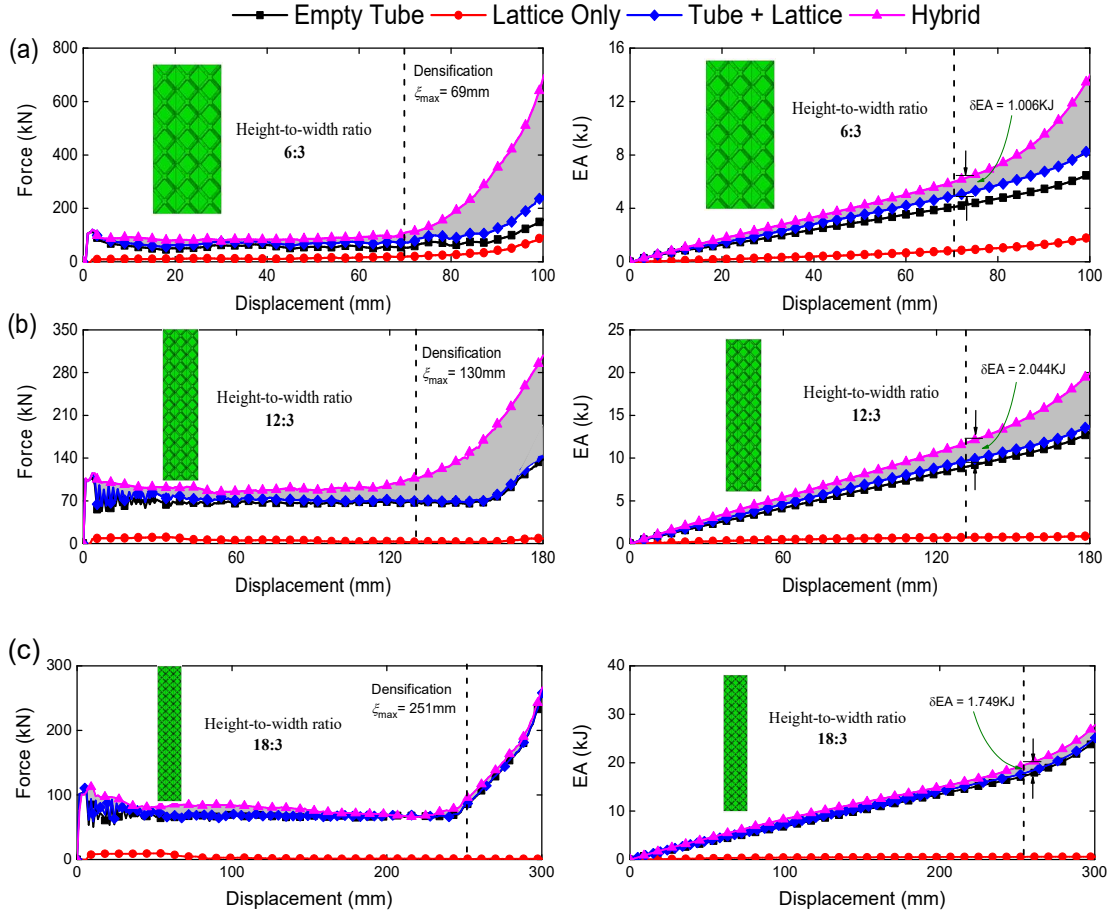 Empty Tube Lattice Only Tube + Lattice Hybrid
(a)
800
600
400
200
0
Force (kN)
Height-to-width ratio
6:3
Densification
ξmax= 69mm
20 40 60 80 100
Displacement (mm)
16
12
8
4
0
EA (kJ)
Height-to-width ratio
6:3
δEA = 1.006KJ
0 20 40 60 80 100
Displacement (mm)
(b)
350
280
210
140
70
0
Force (kN)
Height-to-width ratio
12:3
Densification
ξmax= 130mm
0 60 120 180
Displacement (mm)
25
20
15
10
5
0
EA (kJ)
Height-to-width ratio
12:3
δEA = 2.044KJ
60 120 180
Displacement (mm)
(c)
300
200
100
0
Force (kN)
Height-to-width ratio
18:3
Densification
ξmax= 251mm
0 100 200 300
Displacement (mm)
40
30
20
10
0
EA (kJ)
Height-to-width ratio
18:3
δEA = 1.749KJ
0 100 200 300
Displacement (mm)